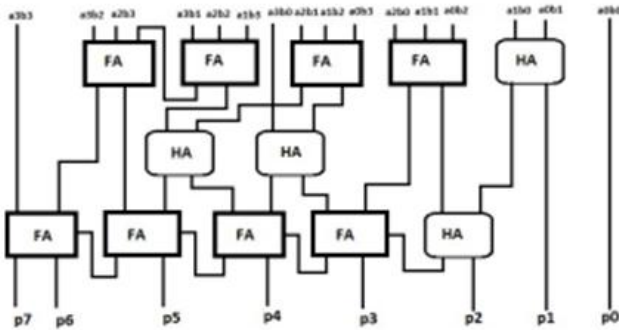 a3b3 a3b2 a2b3 a3b1 a2b2 a1b3 a3b0 a2b1 a1b2 a0b3 a2b0 a1b1 a0b2 a1b0 a0b1 a0b0
FA FA FA FA HA
HA HA
FA FA FA FA HA
p7 p6 p5 p4 p3 p2 p1 p0